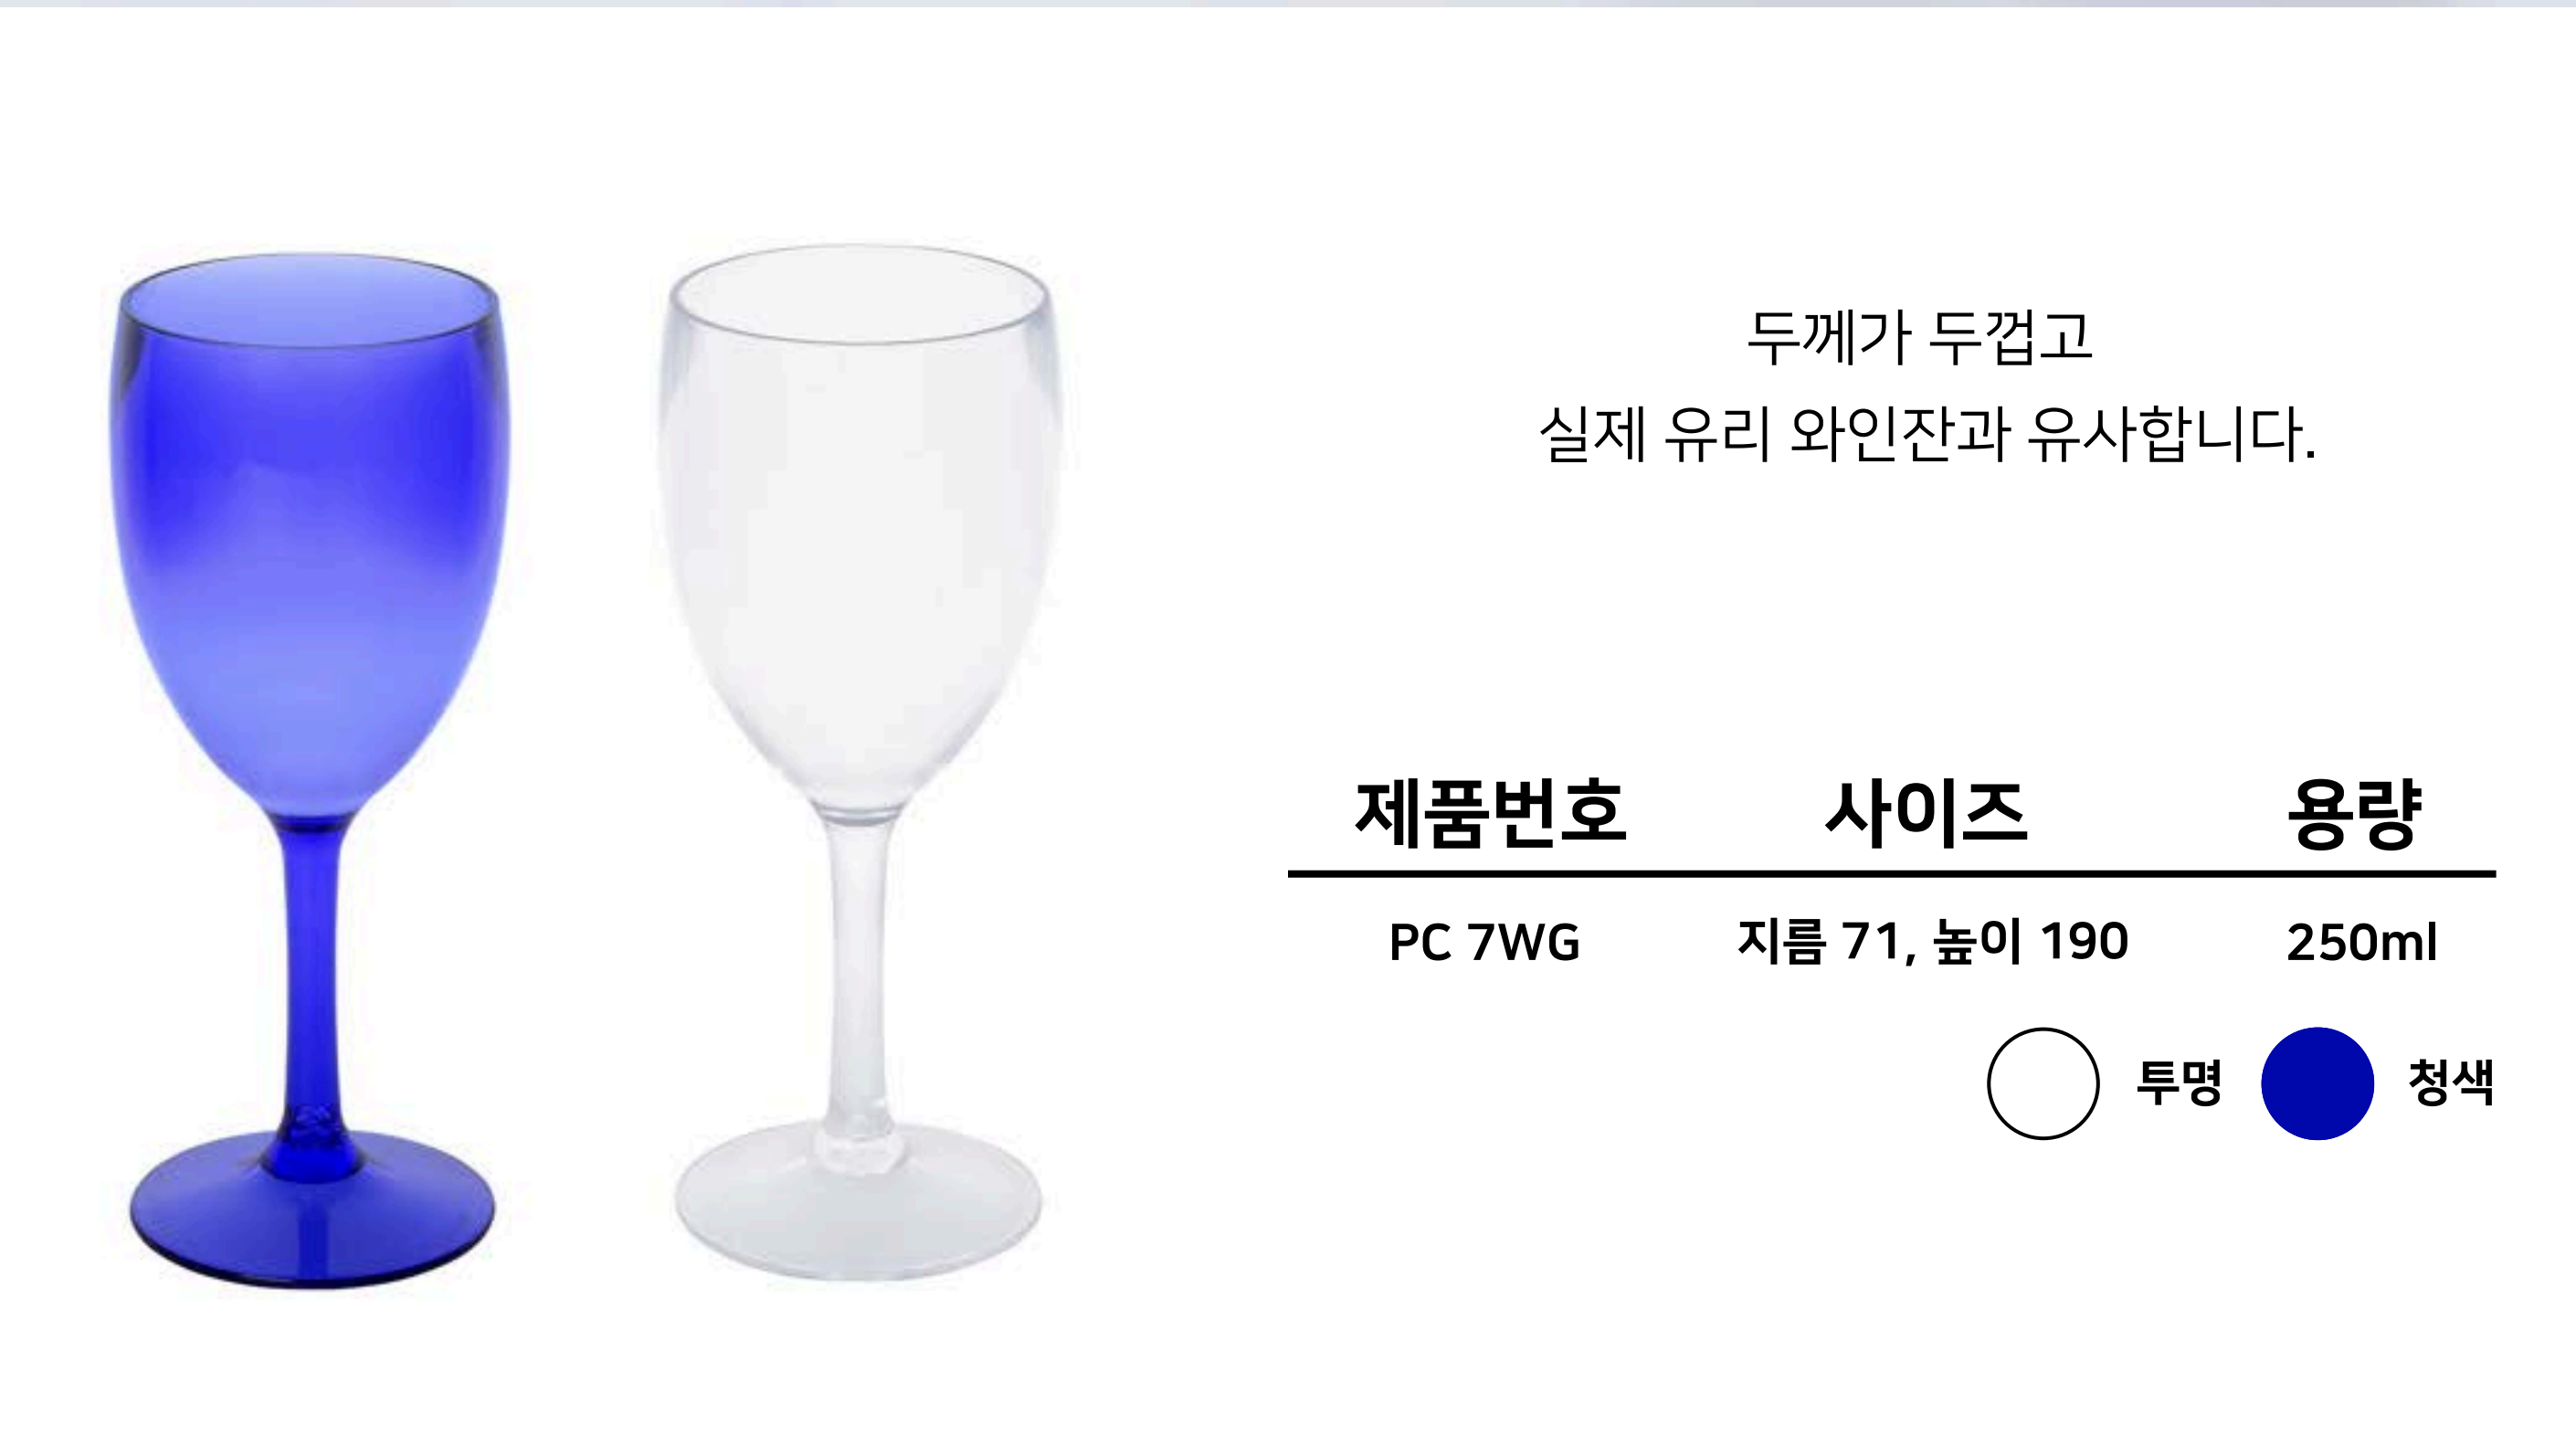 두께가 두껍고
실제 유리 와인잔과 유사합니다.
제품번호 사이즈 용량
PC 7WG 지름 71, 높이 190 250ml
투명 청색